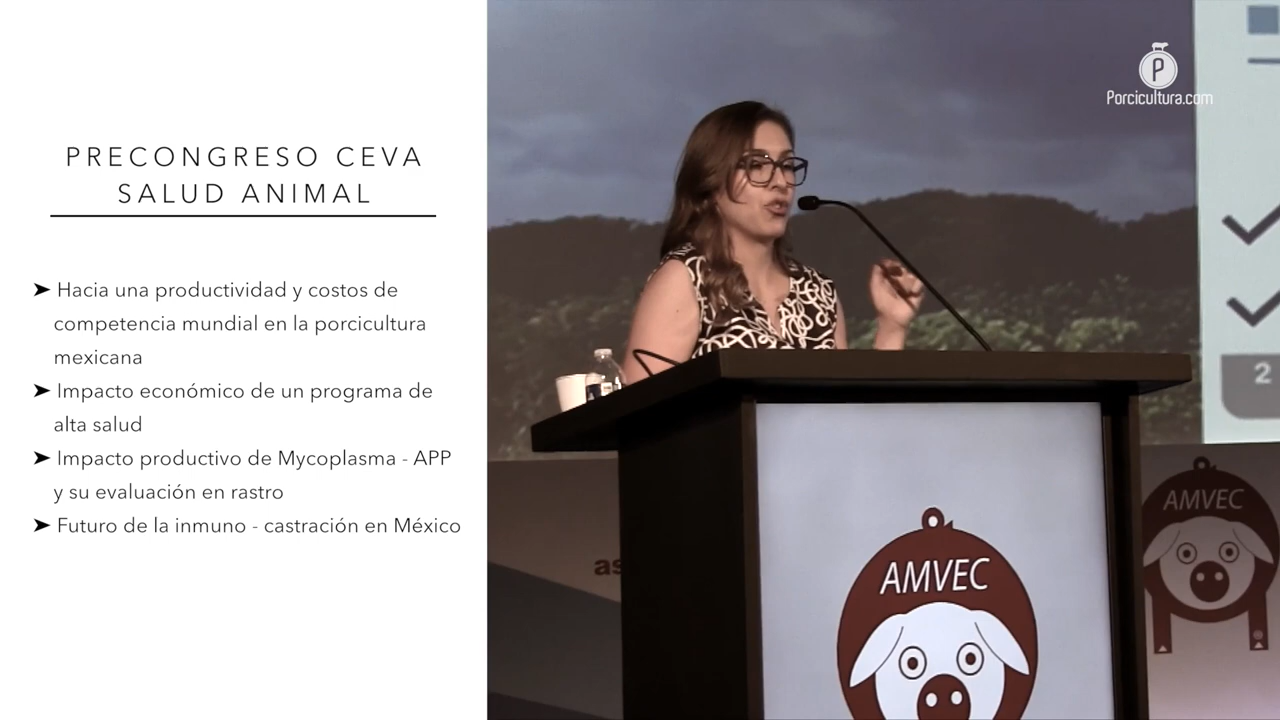 PRECONGRESO CEVA
SALUD ANIMAL
➤ Hacia una productividad y costos de
competencia mundial en la porcicultura
mexicana
➤ Impacto económico de un programa de
alta salud
➤ Impacto productivo de Mycoplasma - APP
y su evaluación en rastro
➤ Futuro de la inmuno - castración en México
P
Porcicultura.com
2
as
AMVEC
AMVEC